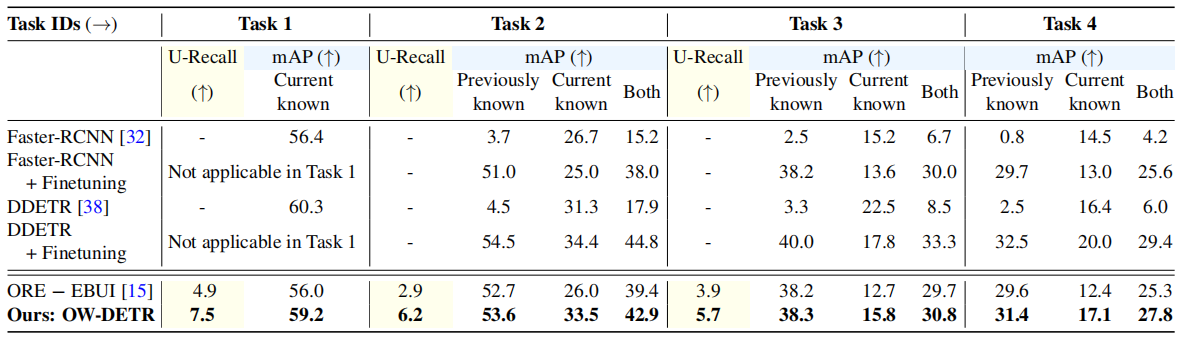 Task IDs (→) Task 1 Task 2 Task 3 Task 4
U-Recall mAP (↑) U-Recall mAP (↑) U-Recall mAP (↑) mAP (↑)
(↑) Current known (↑) Previously known Current known Both (↑) Previously known Current known Both Previously known Current known Both
Faster-RCNN [32] - 56.4 - 3.7 26.7 15.2 - 2.5 15.2 6.7 0.8 14.5 4.2
Faster-RCNN
+ Finetuning Not applicable in Task 1 - 51.0 25.0 38.0 - 38.2 13.6 30.0 29.7 13.0 25.6
DDETR [38] - 60.3 - 4.5 31.3 17.9 - 3.3 22.5 8.5 2.5 16.4 6.0
DDETR
+ Finetuning Not applicable in Task 1 - 54.5 34.4 44.8 - 40.0 17.8 33.3 32.5 20.0 29.4
ORE − EBUI [15] 4.9 56.0 2.9 52.7 26.0 39.4 3.9 38.2 12.7 29.7 29.6 12.4 25.3
Ours: OW-DETR 7.5 59.2 6.2 53.6 33.5 42.9 5.7 38.3 15.8 30.8 31.4 17.1 27.8